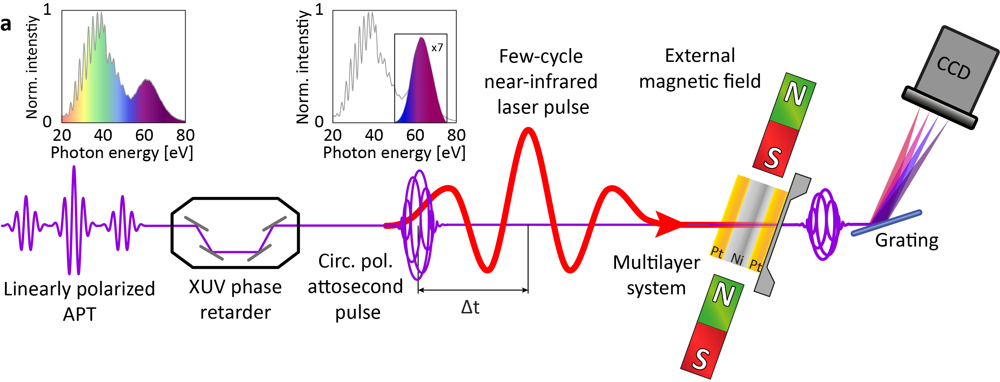 a
1
Norm. intenstiy
0
20 40 60 80
Photon energy [eV]
1
Norm. intenstiy
0
x7
20 40 60 80
Photon energy [eV]
Few-cycle
near-infrared
laser pulse
External
magnetic field
N
S
CCD
Linearly polarized
APT
XUV phase
retarder
Circ. pol.
attosecond
pulse
Δt
Multilayer
system
Pt
Ni
Pt
N
S
Grating